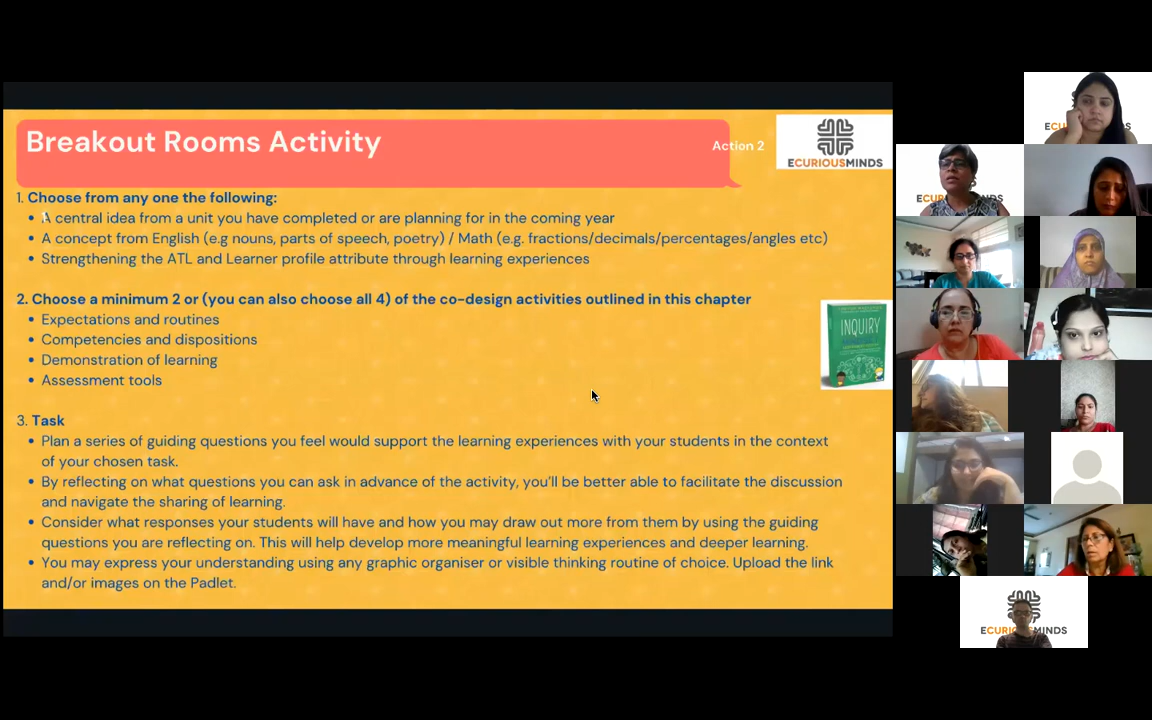 Breakout Rooms Activity
Action 2
ECURIOUSMINDS
1. Choose from any one the following:
• A central idea from a unit you have completed or are planning for in the coming year
• A concept from English (e.g nouns, parts of speech, poetry) / Math (e.g. fractions/decimals/percentages/angles etc)
• Strengthening the ATL and Learner profile attribute through learning experiences
2. Choose a minimum 2 or (you can also choose all 4) of the co-design activities outlined in this chapter
• Expectations and routines
• Competencies and dispositions
• Demonstration of learning
• Assessment tools
INQUIRY
3. Task
• Plan a series of guiding questions you feel would support the learning experiences with your students in the context
of your chosen task.
• By reflecting on what questions you can ask in advance of the activity, you'll be better able to facilitate the discussion
and navigate the sharing of learning.
• Consider what responses your students will have and how you may draw out more from them by using the guiding
questions you are reflecting on. This will help develop more meaningful learning experiences and deeper learning.
• You may express your understanding using any graphic organiser or visible thinking routine of choice. Upload the link
and/or images on the Padlet.